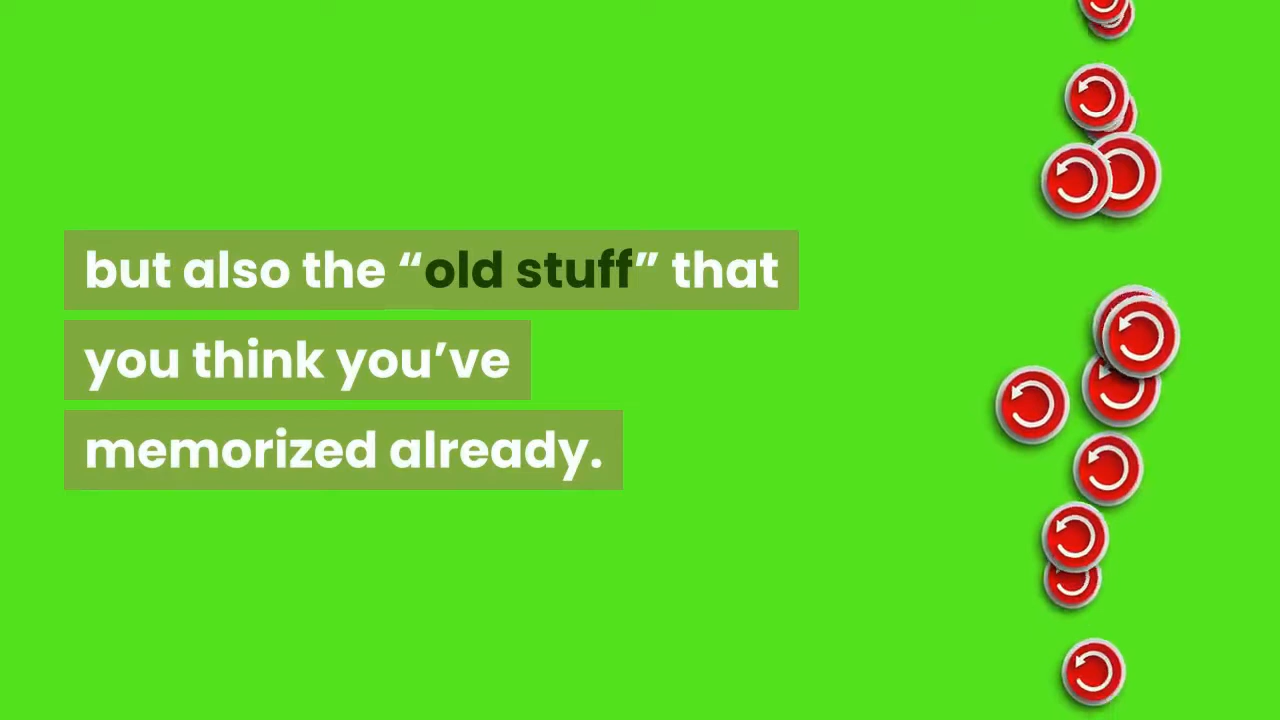 but also the “old stuff” that
you think you’ve
memorized already.